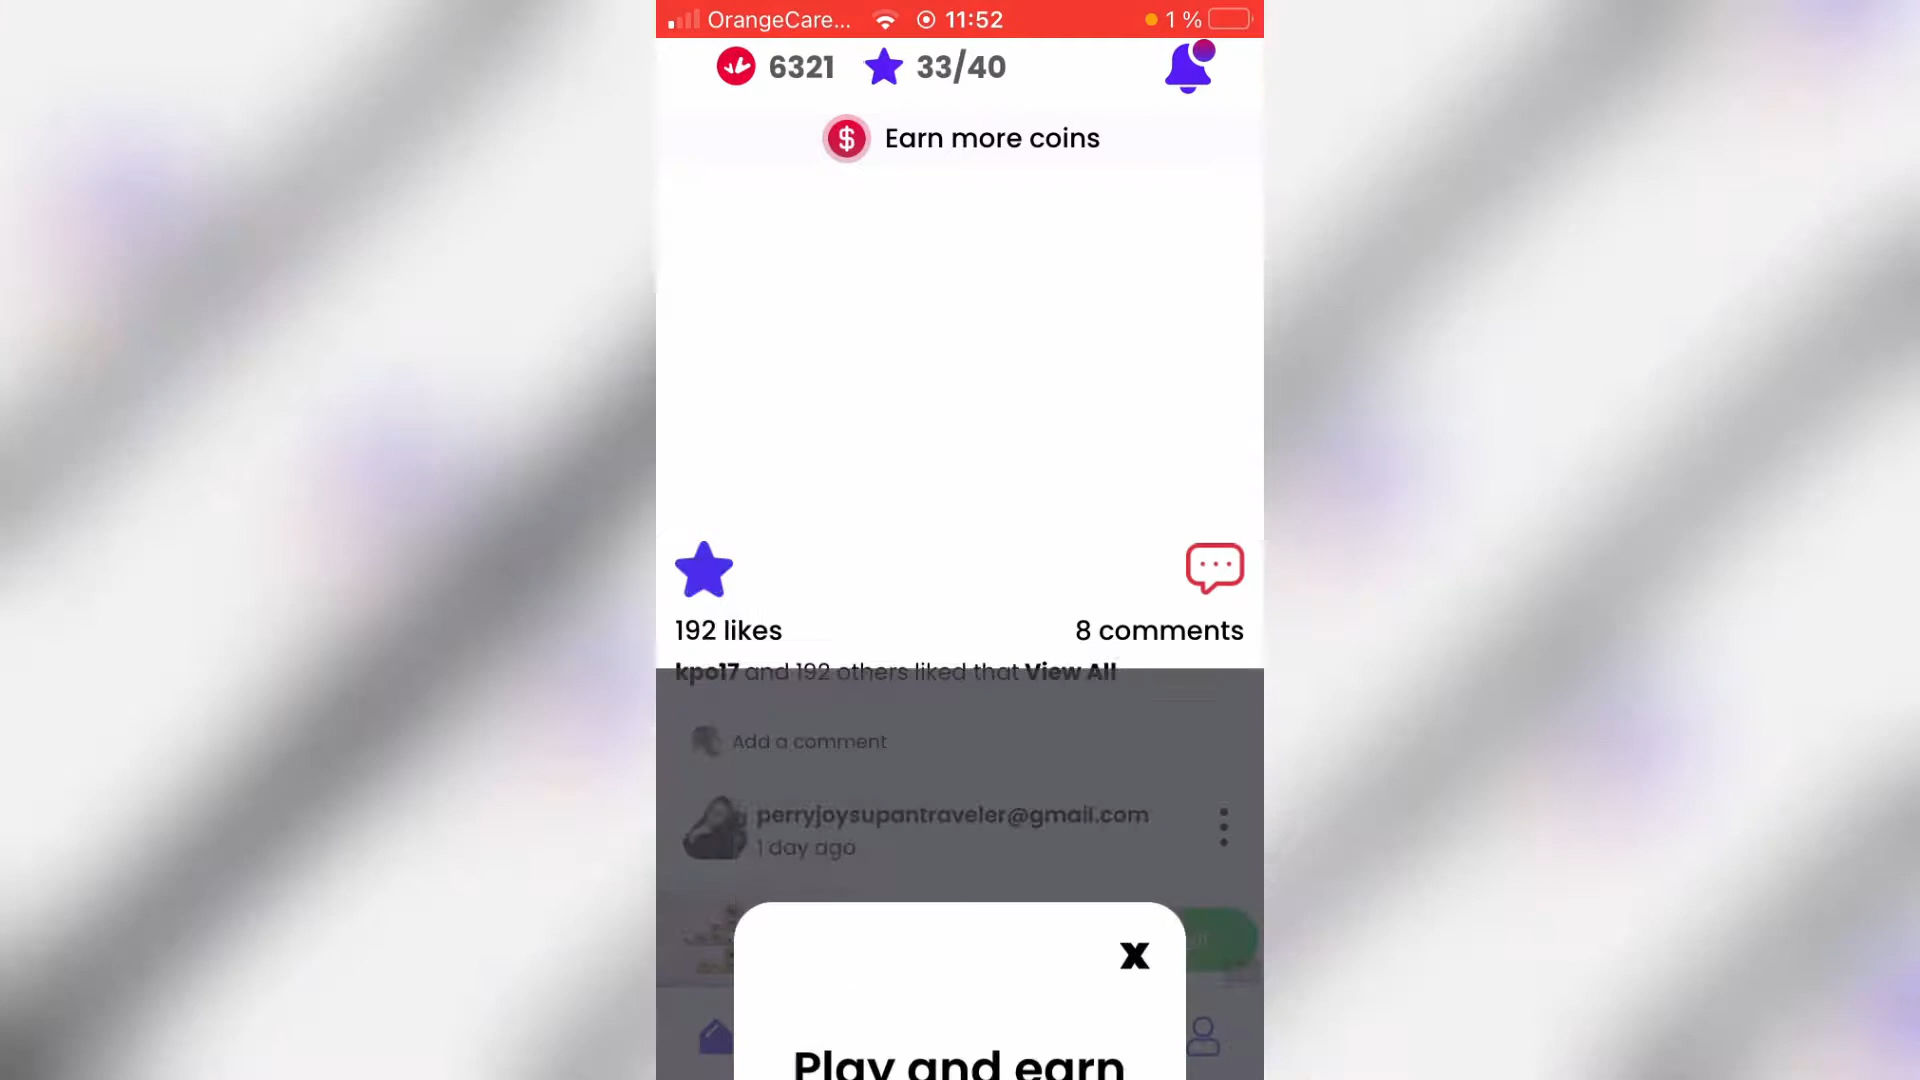 OrangeCare... 11:52 1 %
6321 33/40
$ Earn more coins
192 likes 8 comments
kpo17 and 192 others liked that View All
Add a comment
perryjoysupantraveler@gmail.com
1 day ago
x
Play and earn